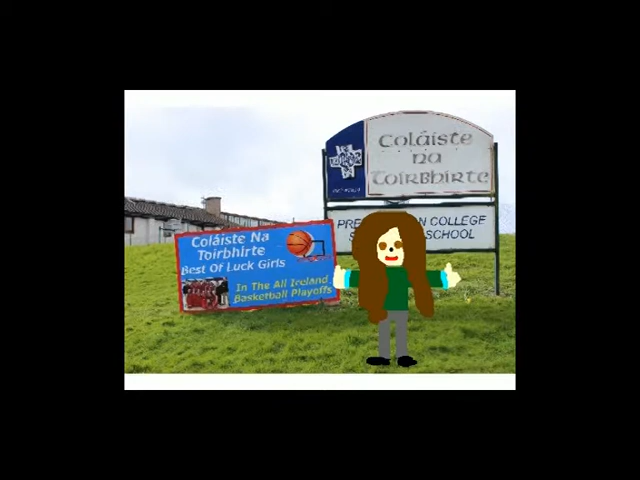 Coláiste
na
Toirbhirte
COLLEGE
SCHOOL
Coláiste Na
Toirbhirte
Best Of Luck Girls
In The All Ireland
Basketball Playoffs